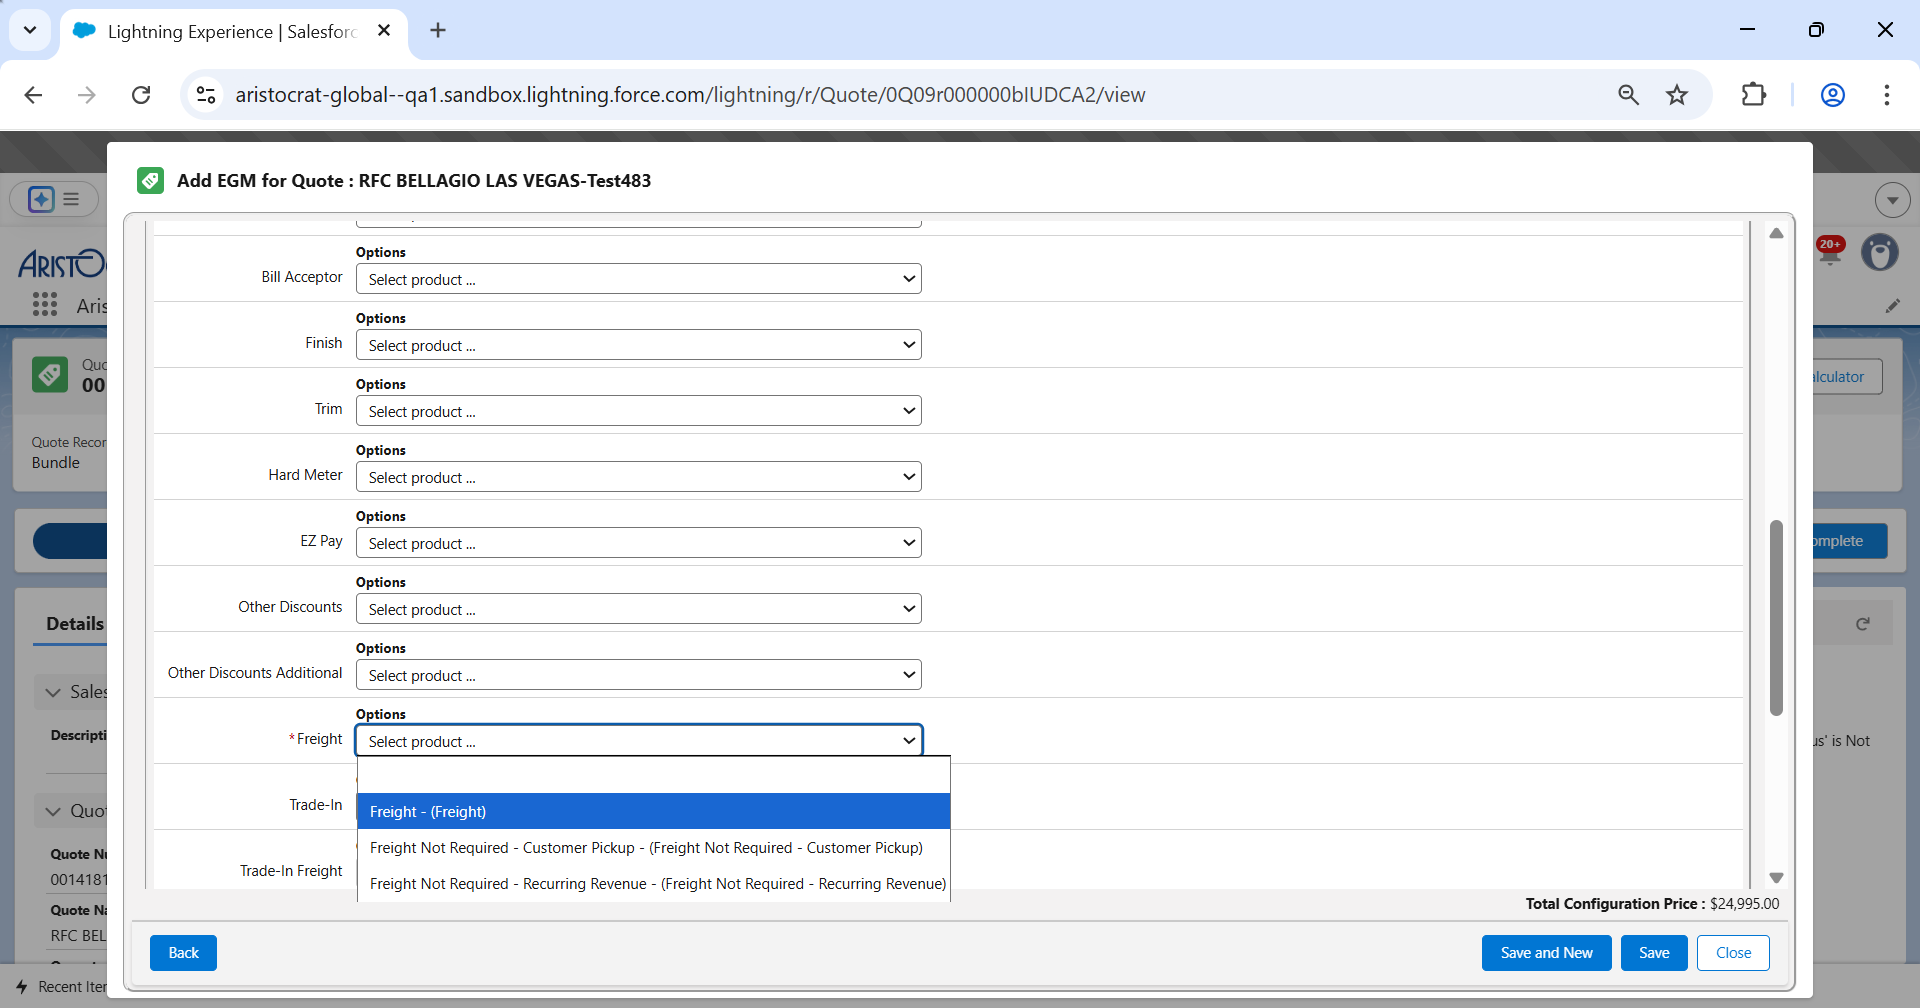 Lightning Experience | Salesforc
aristocrat-global--qa1.sandbox.lightning.force.com/lightning/r/Quote/0Q09r000000bIUDCA2/view
Add EGM for Quote : RFC BELLAGIO LAS VEGAS-Test483
ARISTO
20+
Aris
Options
Bill Acceptor
Select product ...
Options
Finish
Select product ...
Options
Trim
Select product ...
Options
Hard Meter
Select product ...
Options
EZ Pay
Select product ...
Options
Other Discounts
Select product ...
Options
Other Discounts Additional
Select product ...
Options
*Freight
Select product ...
Freight - (Freight)
Trade-In
Freight Not Required - Customer Pickup - (Freight Not Required - Customer Pickup)
Trade-In Freight
Freight Not Required - Recurring Revenue - (Freight Not Required - Recurring Revenue)
Total Configuration Price : $24,995.00
Back
Save and New
Save
Close
Quo
00
alculator
Quote Recor
Bundle
omplete
Details
Sales
Descripti
us' is Not
Quot
Quote Nu
0014181
Quote Na
RFC BEL
Recent Iter